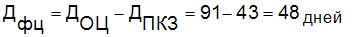 Дфц = ДОЦ – ДПКЗ = 91– 43 = 48 дней